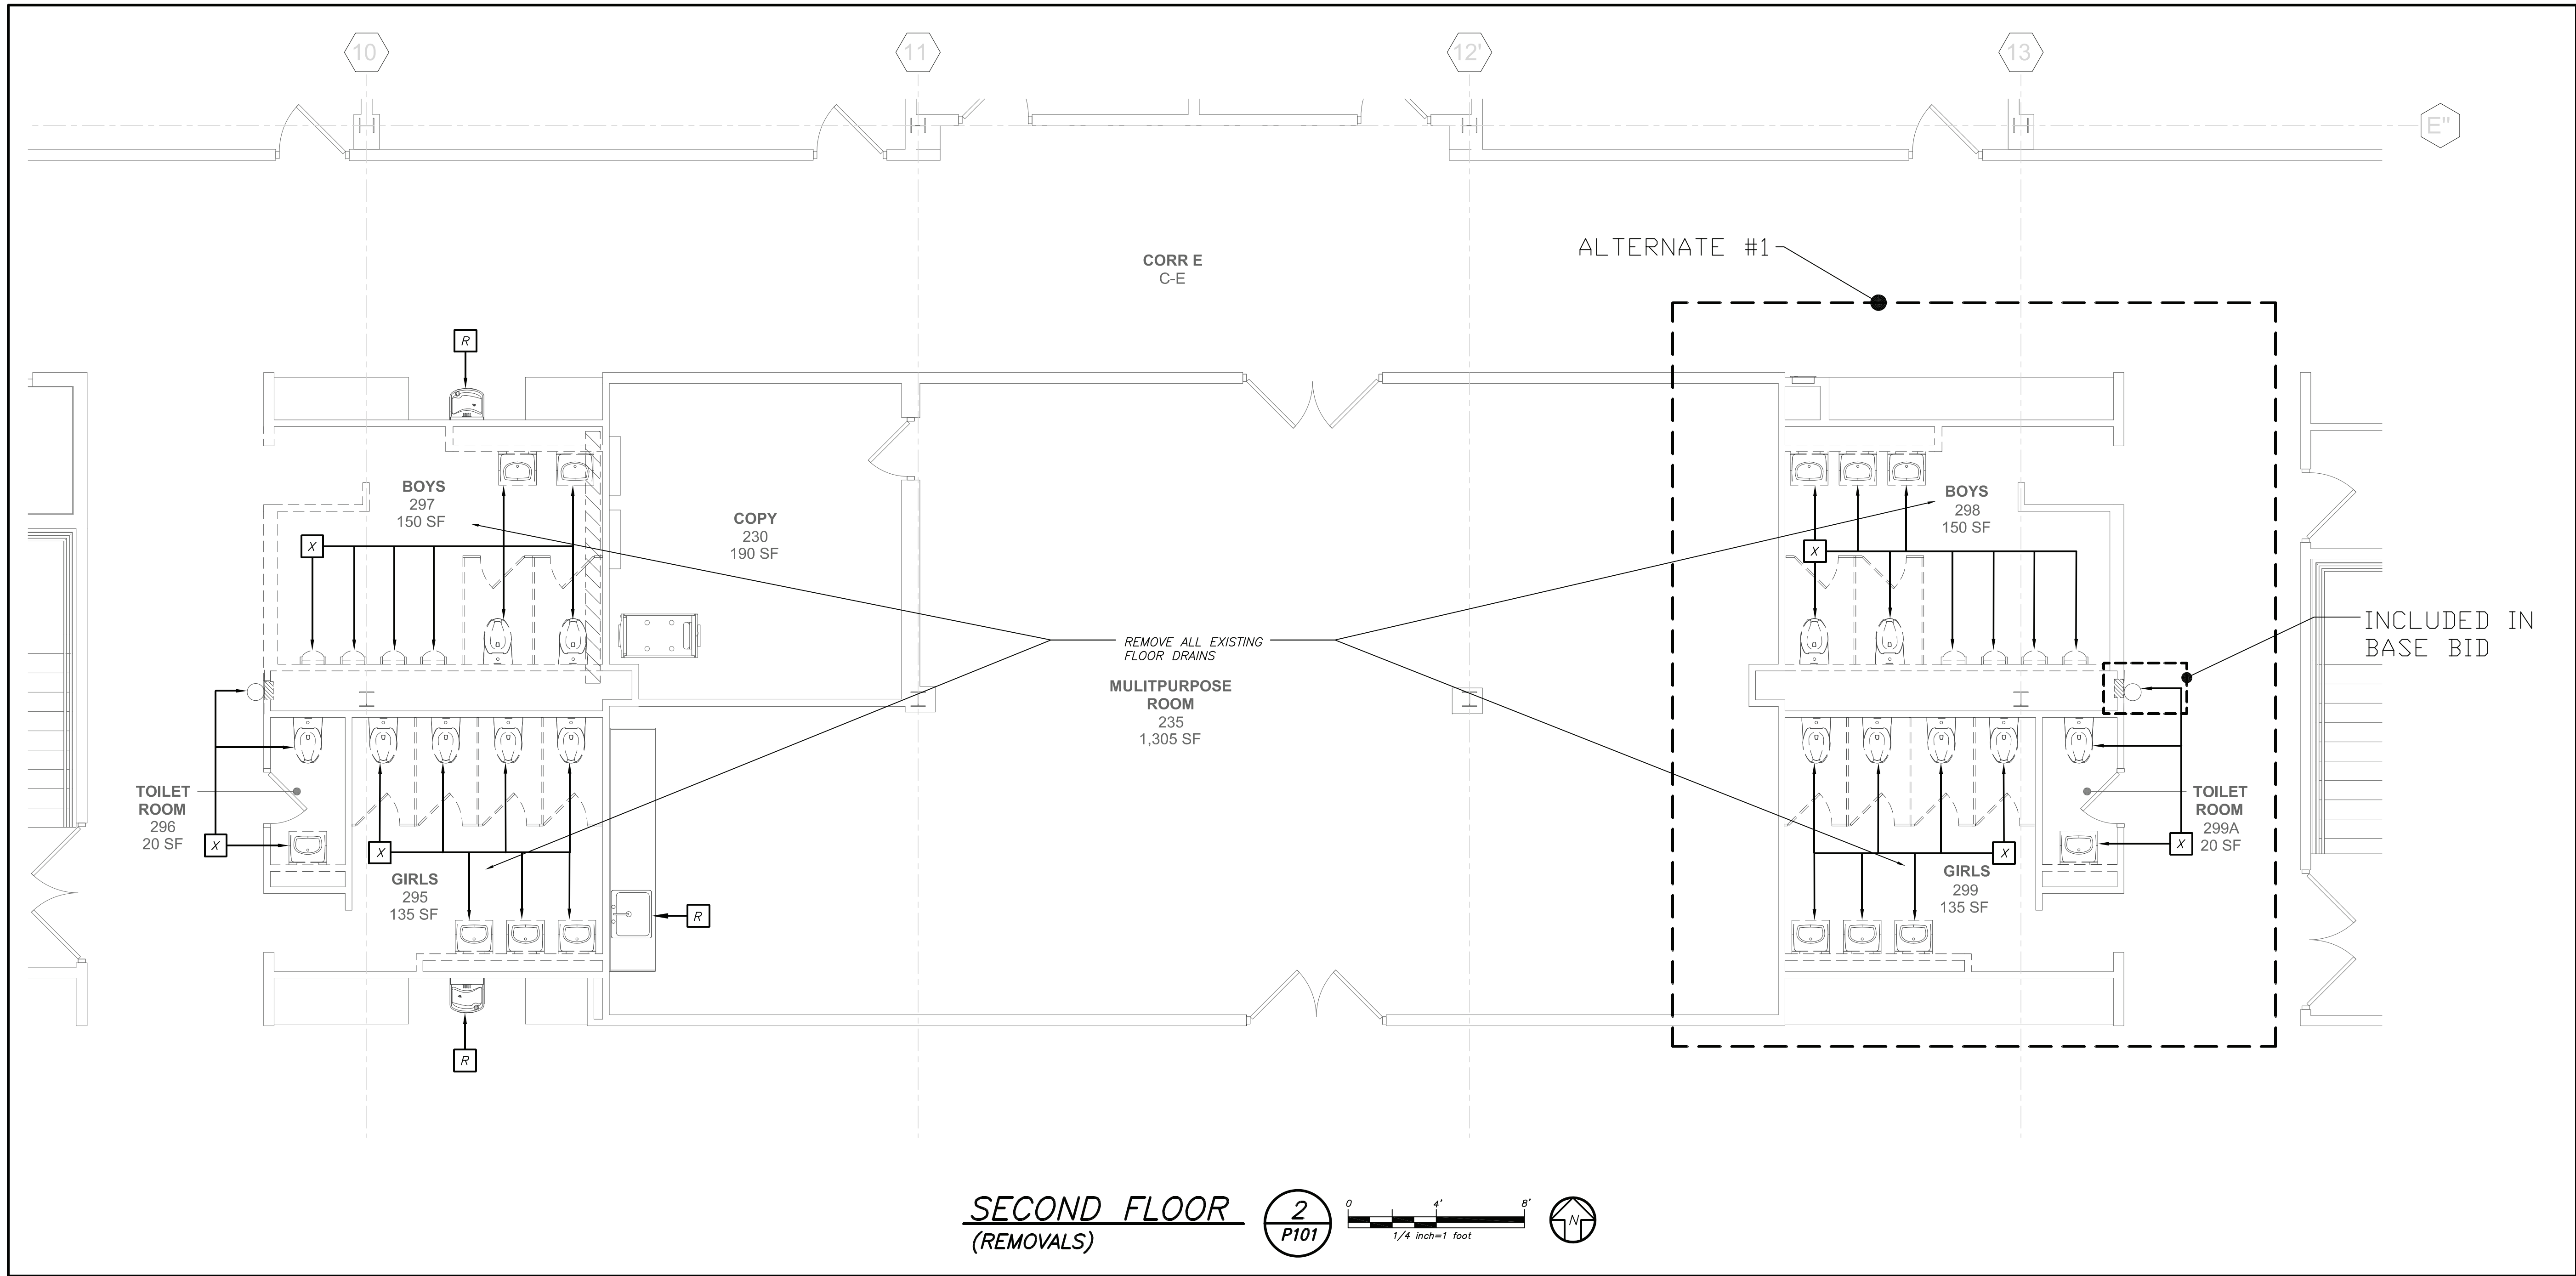 10
11
12'
13
E"
CORR E
C-E
ALTERNATE #1
R
BOYS
297
150 SF
COPY
230
190 SF
BOYS
298
150 SF
X
X
INCLUDED IN
BASE BID
REMOVE ALL EXISTING
FLOOR DRAINS
MULITPURPOSE
ROOM
235
1,305 SF
TOILET
ROOM
296
20 SF
X
X
GIRLS
295
135 SF
R
X
GIRLS
299
135 SF
TOILET
ROOM
299A
20 SF
X
R
SECOND FLOOR
(REMOVALS)
2
P101
0 4' 8'
1/4 inch=1 foot
N